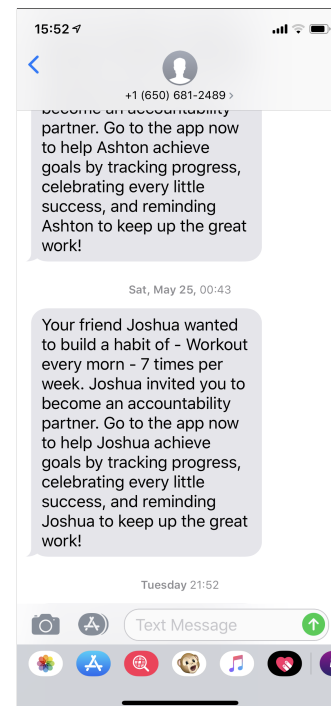 15:52
+1 (650) 681-2489 >
become an accountability
partner. Go to the app now
to help Ashton achieve
goals by tracking progress,
celebrating every little
success, and reminding
Ashton to keep up the great
work!
Sat, May 25, 00:43
Your friend Joshua wanted
to build a habit of - Workout
every morn - 7 times per
week. Joshua invited you to
become an accountability
partner. Go to the app now
to help Joshua achieve
goals by tracking progress,
celebrating every little
success, and reminding
Joshua to keep up the great
work!
Tuesday 21:52
Text Message